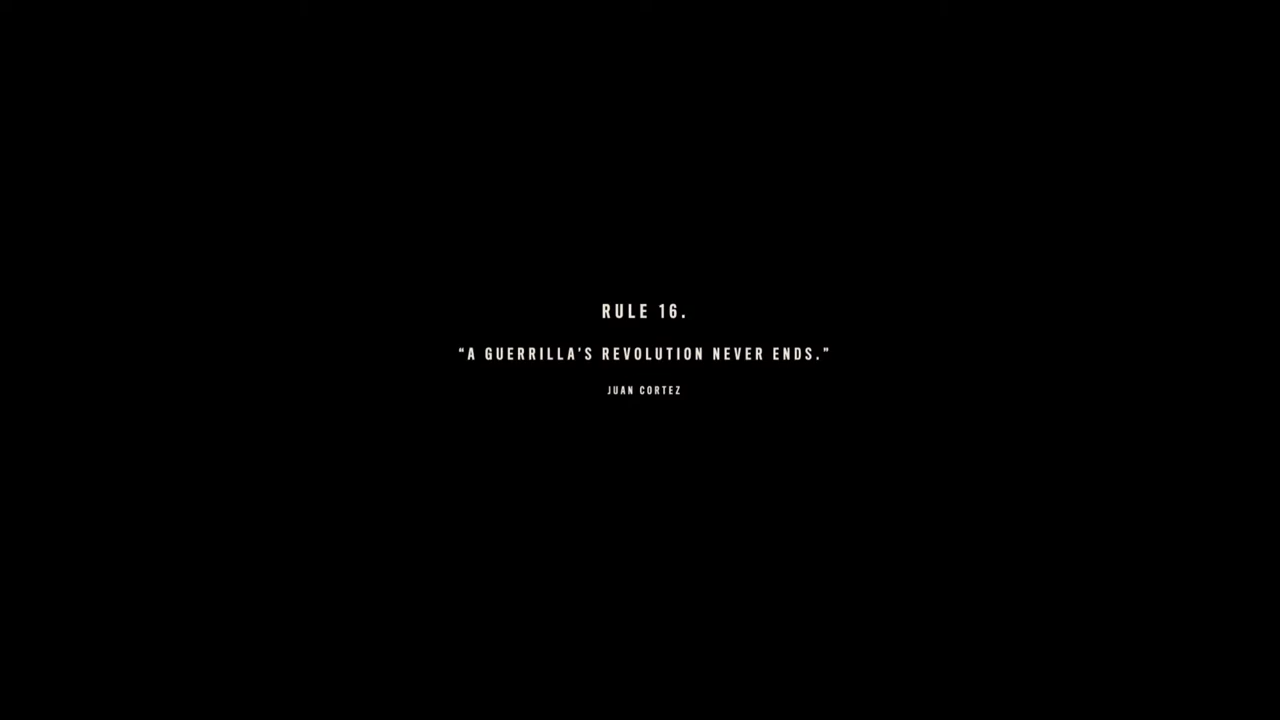 RULE 16.
“A GUERRILLA’S REVOLUTION NEVER ENDS.”
JUAN CORTEZ